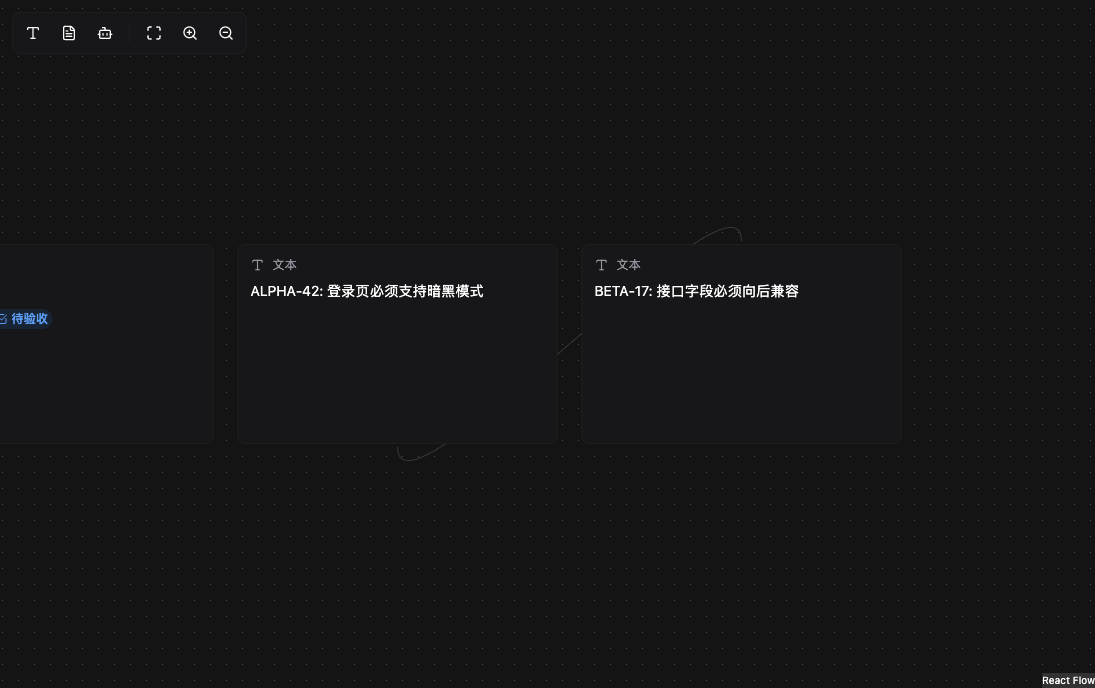 文本
ALPHA-42: 登录页必须支持暗黑模式
文本
BETA-17: 接口字段必须向后兼容
待验收
React Flow